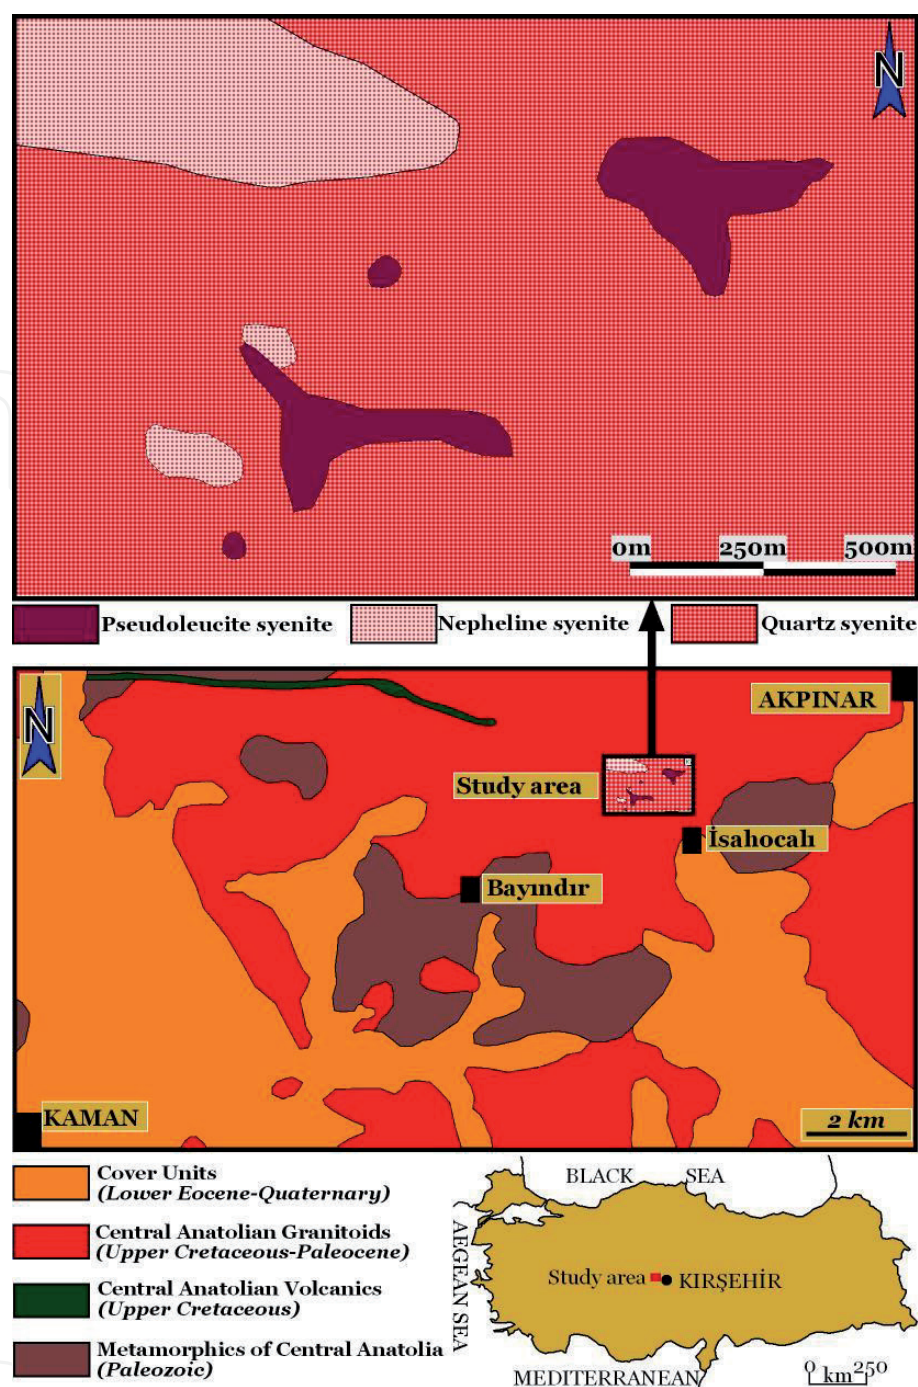 N
0m 250m 500m
Pseudoleucite syenite Nepheline syenite Quartz syenite
N
AKPINAR
Study area
İsahocalı
Bayındır
KAMAN
2 km
Cover Units
(Lower Eocene-Quaternary)
Central Anatolian Granitoids
(Upper Cretaceous-Paleocene)
Central Anatolian Volcanics
(Upper Cretaceous)
Metamorphics of Central Anatolia
(Paleozoic)
BLACK SEA
AEGEAN SEA
Study area KIRŞEHİR
MEDITERRANEAN
0 km 250